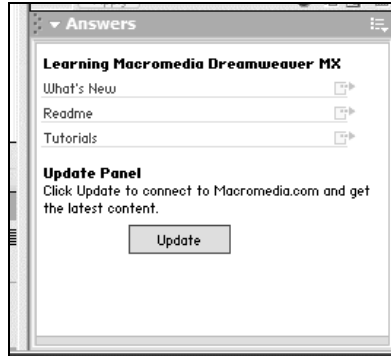 Answers
Learning Macromedia Dreamweaver MX
What's New
Readme
Tutorials
Update Panel
Click Update to connect to Macromedia.com and get
the latest content.
Update